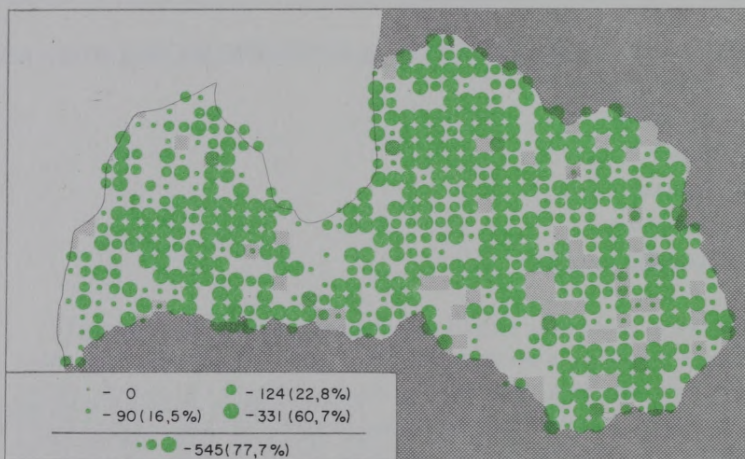 - 0 - 124 (22,8%)
- 90 (16,5%) - 331 (60,7%)
- 545 (77,7%)